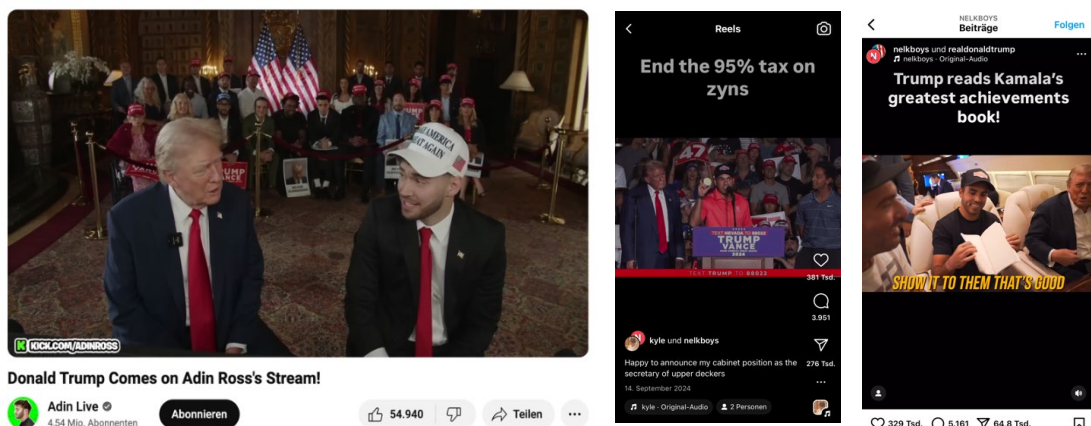 MAKE AMERICA
GREAT AGAIN
TRUMP
VANCE
KICK.COM/ADINROSS
Donald Trump Comes on Adin Ross's Stream!
Adin Live
4.54 Mio. Abonnenten
Abonnieren
54.940
Teilen
Reels
End the 95% tax on
zyns
47
TEXT NEVADA TO 88022
TRUMP
VANCE
2024
TEXT TRUMP TO 88022
381 Tsd.
3.951
276 Tsd.
kyle und nelkboys
Happy to announce my cabinet position as the
secretary of upper deckers
14. September 2024
kyle · Original-Audio
2 Personen
NELKBOYS
Beiträge
Folgen
nelkboys und realdonaldtrump
nelkboys · Original-Audio
Trump reads Kamala's
greatest achievements
book!
SHOW IT TO THEM THAT'S GOOD
329 Tsd.
5.161
64.8 Tsd.